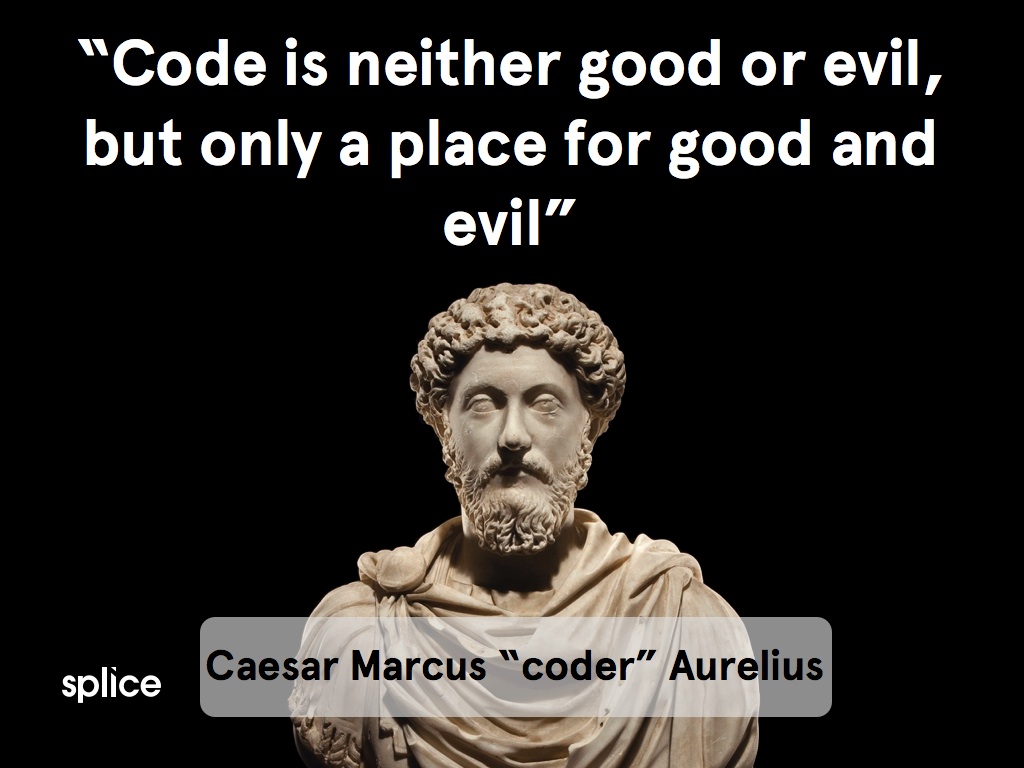 “Code is neither good or evil,
but only a place for good and
evil”
Caesar Marcus “coder” Aurelius
splice